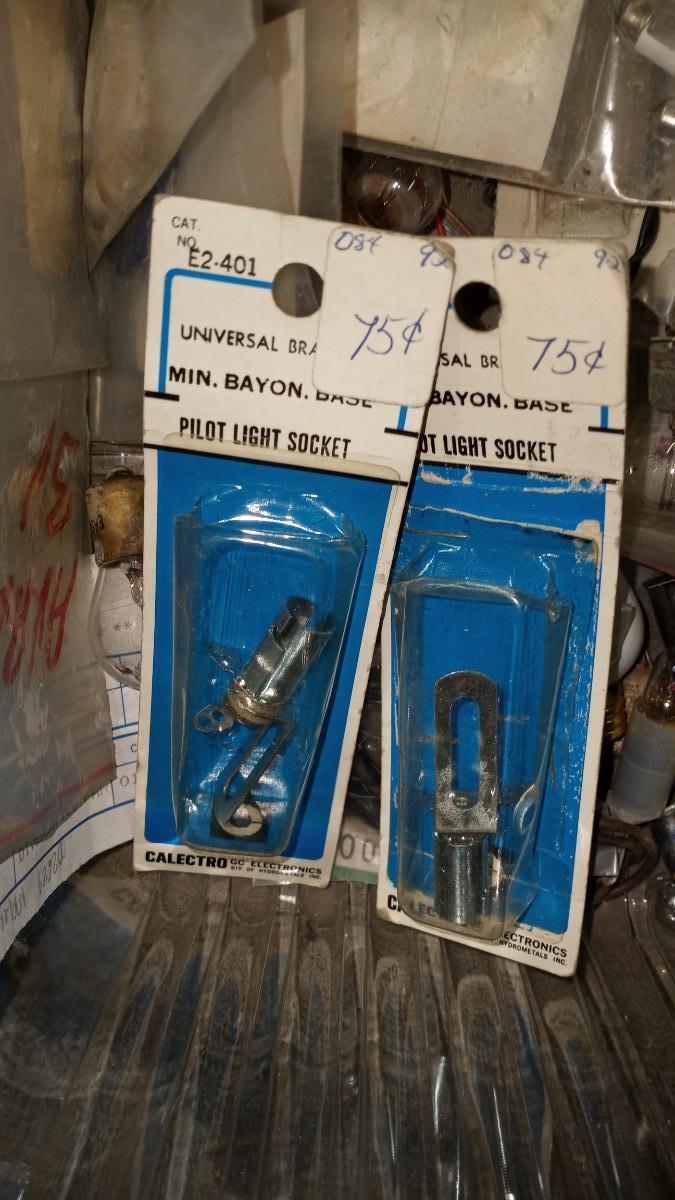 CAT.
NO.
E2-401
084 92
75¢
UNIVERSAL BRA
MIN. BAYON. BASE
PILOT LIGHT SOCKET
CALECTRO GC ELECTRONICS
DIV. OF HYDROMETALS INC.
084 92
75¢
SAL BR
BAYON. BASE
OT LIGHT SOCKET
ECTRONICS
HYDROMETALS INC.